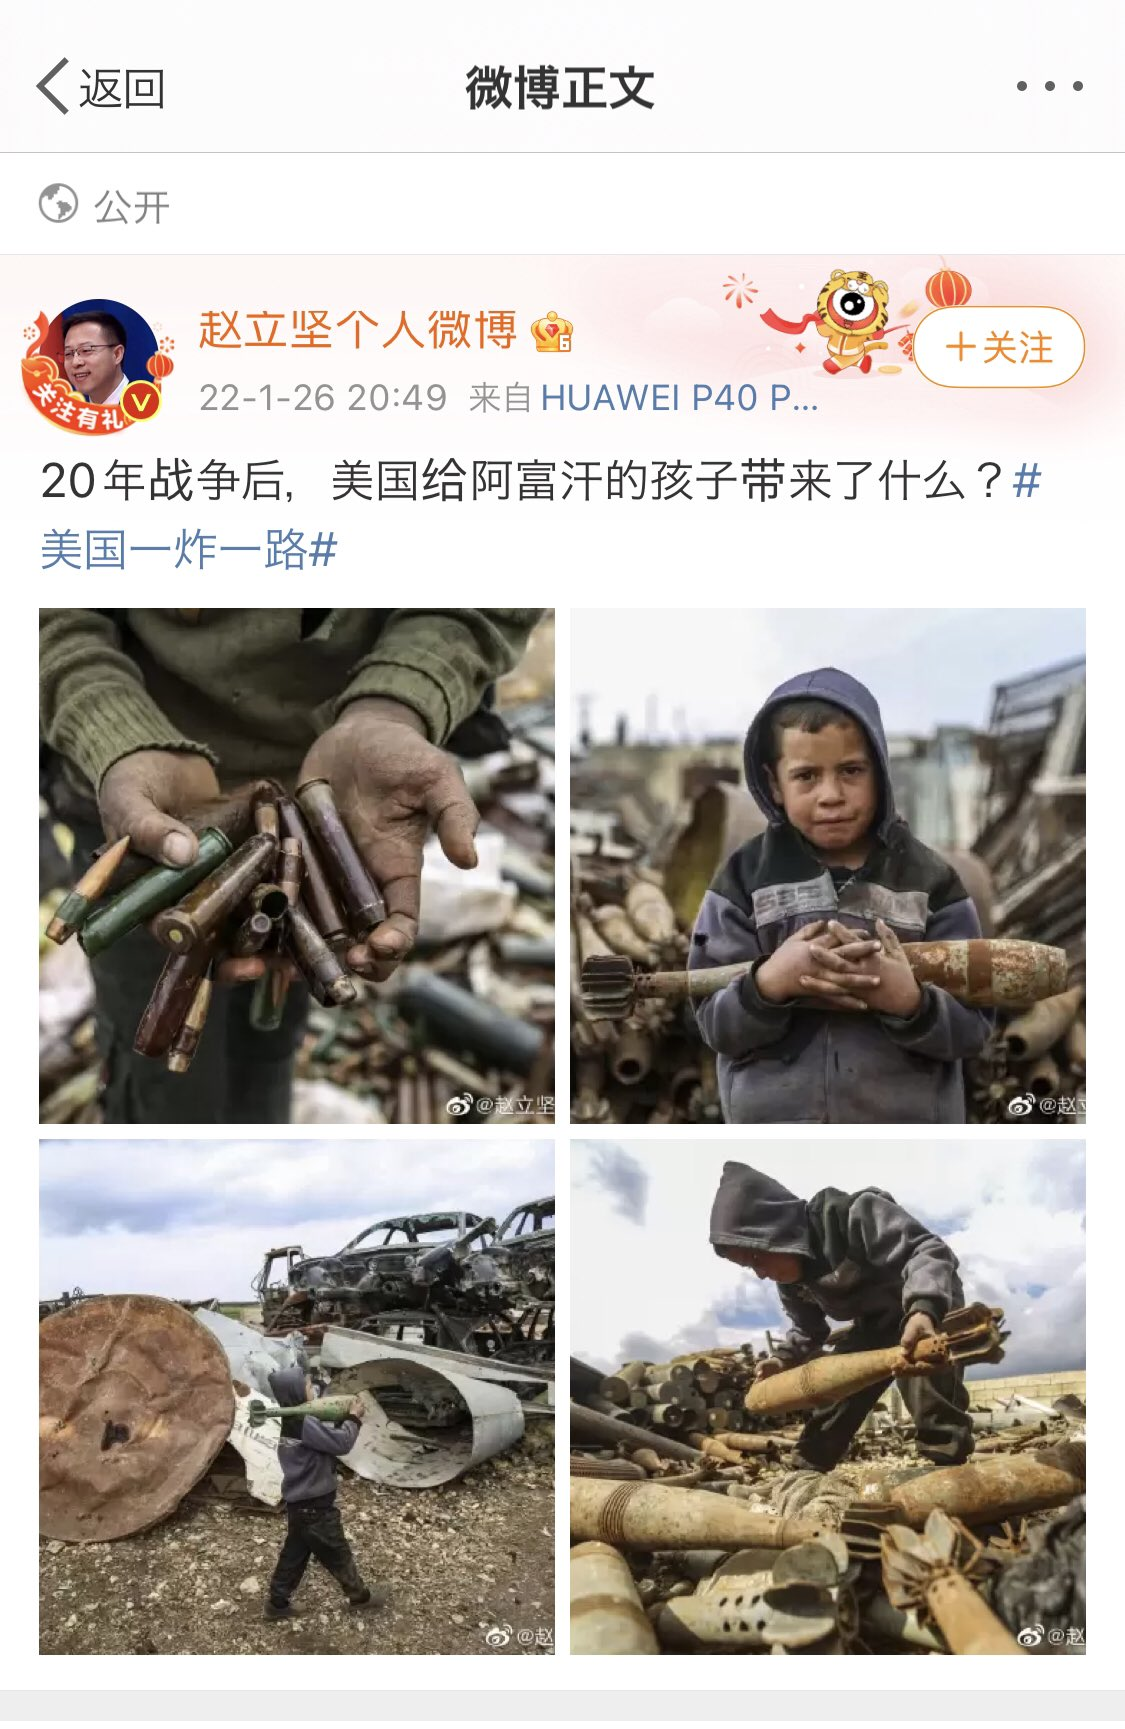 返回
微博正文
公开
赵立坚个人微博
22-1-26 20:49 来自 HUAWEI P40 P...
+关注
关注有礼
20年战争后，美国给阿富汗的孩子带来了什么？#
美国一炸一路#
@赵立坚
@赵立
@赵
@赵